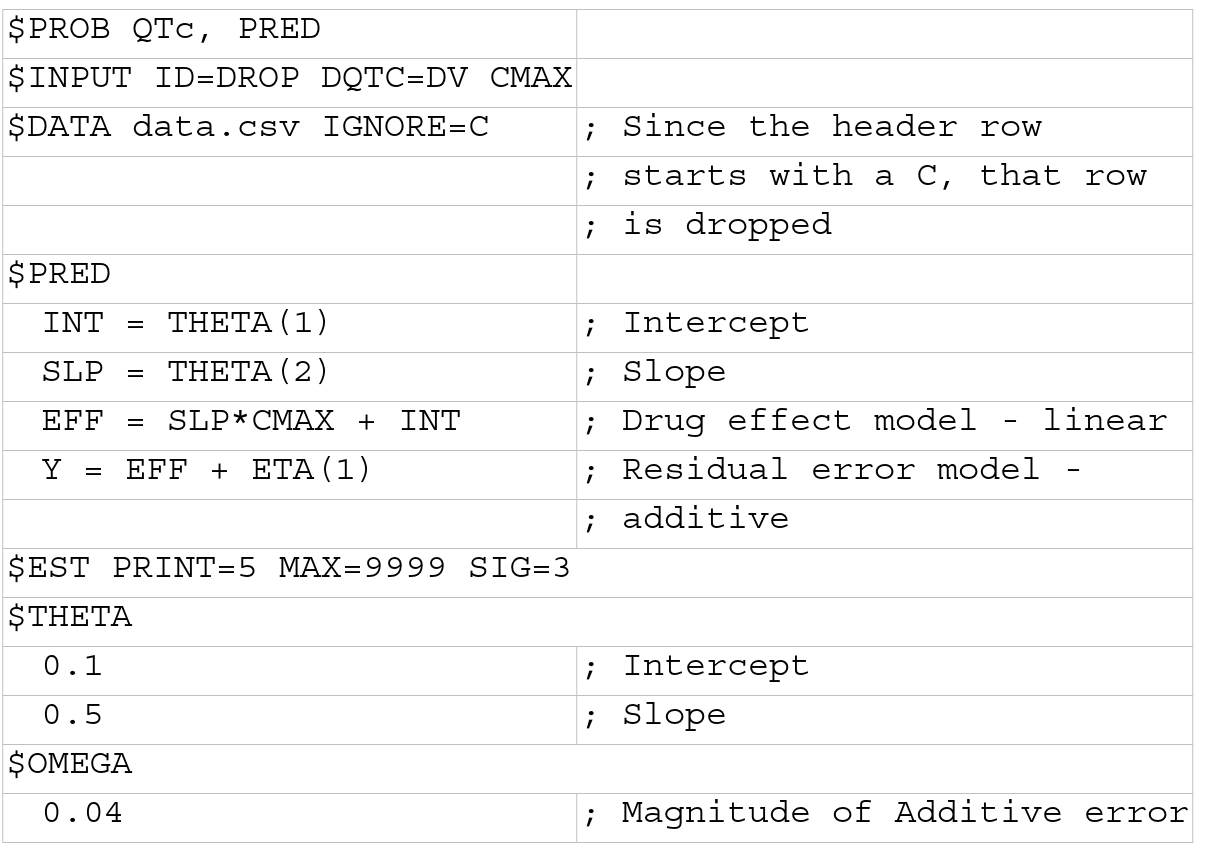 $PROB QTc, PRED
$INPUT ID=DROP DQTC=DV CMAX
$DATA data.csv IGNORE=C ; Since the header row
; starts with a C, that row
; is dropped
$PRED
INT = THETA(1) ; Intercept
SLP = THETA(2) ; Slope
EFF = SLP*CMAX + INT ; Drug effect model - linear
Y = EFF + ETA(1) ; Residual error model -
; additive
$EST PRINT=5 MAX=9999 SIG=3
$THETA
0.1 ; Intercept
0.5 ; Slope
$OMEGA
0.04 ; Magnitude of Additive error